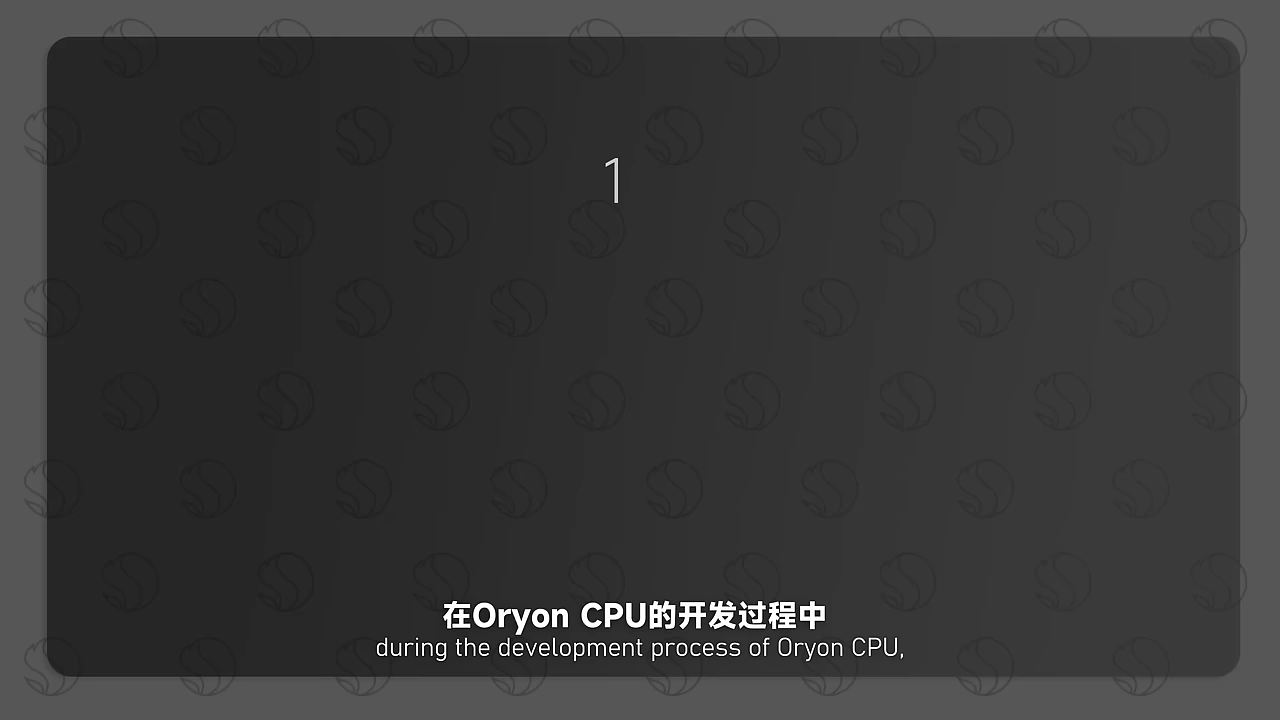 1
在Oryon CPU的开发过程中
during the development process of Oryon CPU,